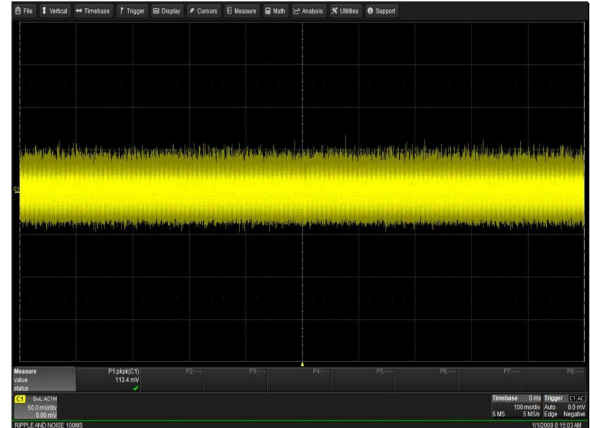 File Vertical Timebase Trigger Display Cursors Measure Math Analysis Utilities Support
C1
Measure P1:pkpk(C1) P2:--- P3:--- P4:--- P5:--- P6:--- P7:--- P8:---
value 113.4 mV
status
C1 BwL AC1M Timebase 0 ms Trigger C1 AC
50.0 mV/div 100 ms/div Auto 0.0 mV
0.00 mV 5 MS 5 MS/s Edge Negative
RIPPLE AND NOISE 100MS 1/1/2009 8:15:03 AM